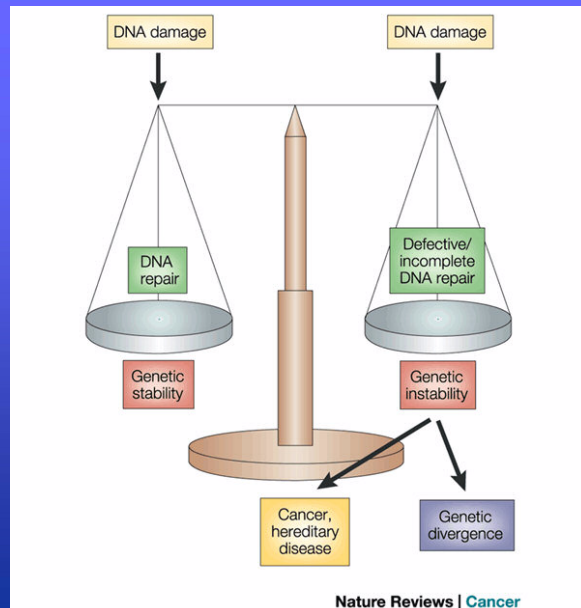 DNA damage
DNA damage
DNA
repair
Defective/
incomplete
DNA repair
Genetic
stability
Genetic
instability
Cancer,
hereditary
disease
Genetic
divergence
Nature Reviews | Cancer